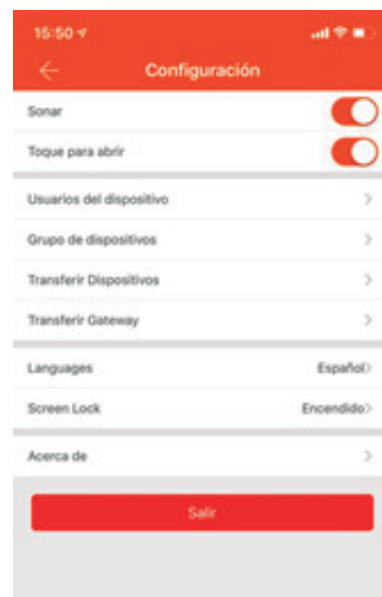 15:50
Configuración
Sonar
Toque para abrir
Usuarios del dispositivo
Grupo de dispositivos
Transferir Dispositivos
Transferir Gateway
Languages Español
Screen Lock Encendido
Acerca de
Salir